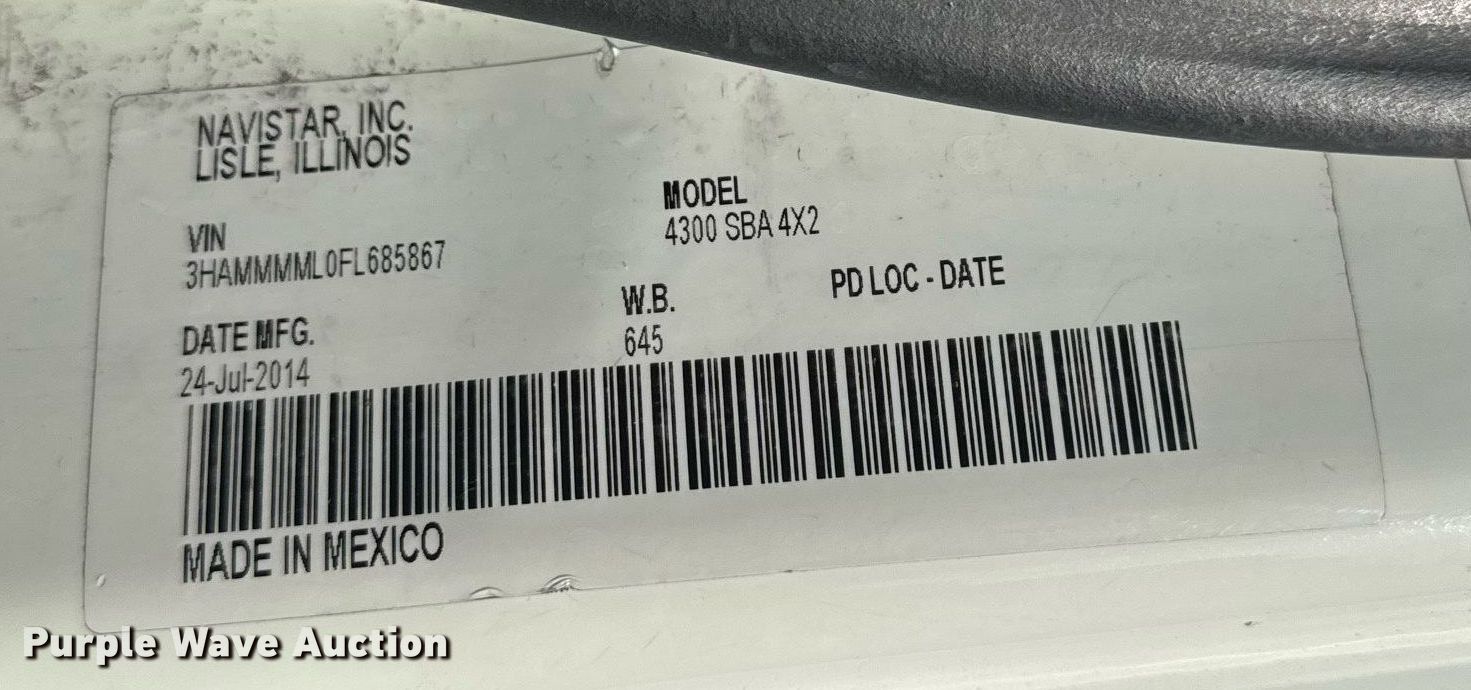 NAVISTAR, INC.
LISLE, ILLINOIS
MODEL
4300 SBA 4X2
VIN
3HAMMMML0FL685867
W.B.
645
PD LOC - DATE
DATE MFG.
24-Jul-2014
MADE IN MEXICO
Purple Wave Auction